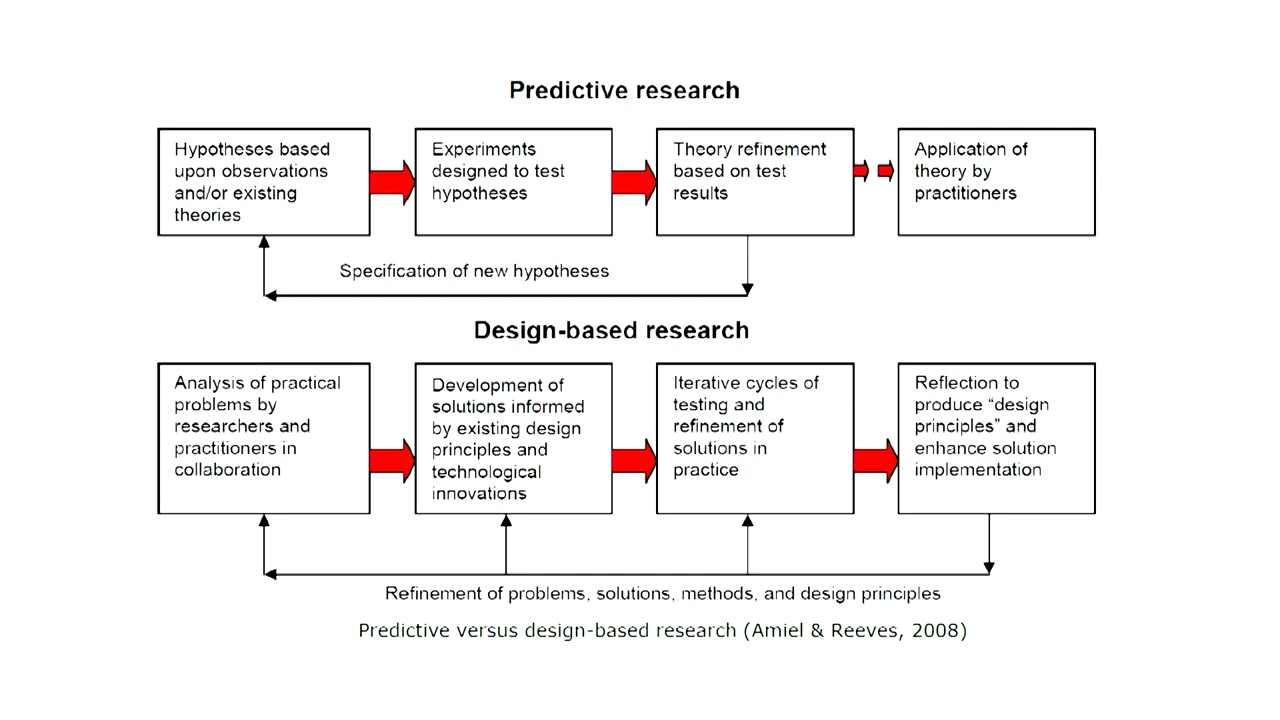 Predictive research
Hypotheses based
upon observations
and/or existing
theories
Experiments
designed to test
hypotheses
Theory refinement
based on test
results
Application of
theory by
practitioners
Specification of new hypotheses
Design-based research
Analysis of practical
problems by
researchers and
practitioners in
collaboration
Development of
solutions informed
by existing design
principles and
technological
innovations
Iterative cycles of
testing and
refinement of
solutions in
practice
Reflection to
produce “design
principles” and
enhance solution
implementation
Refinement of problems, solutions, methods, and design principles
Predictive versus design-based research (Amiel & Reeves, 2008)